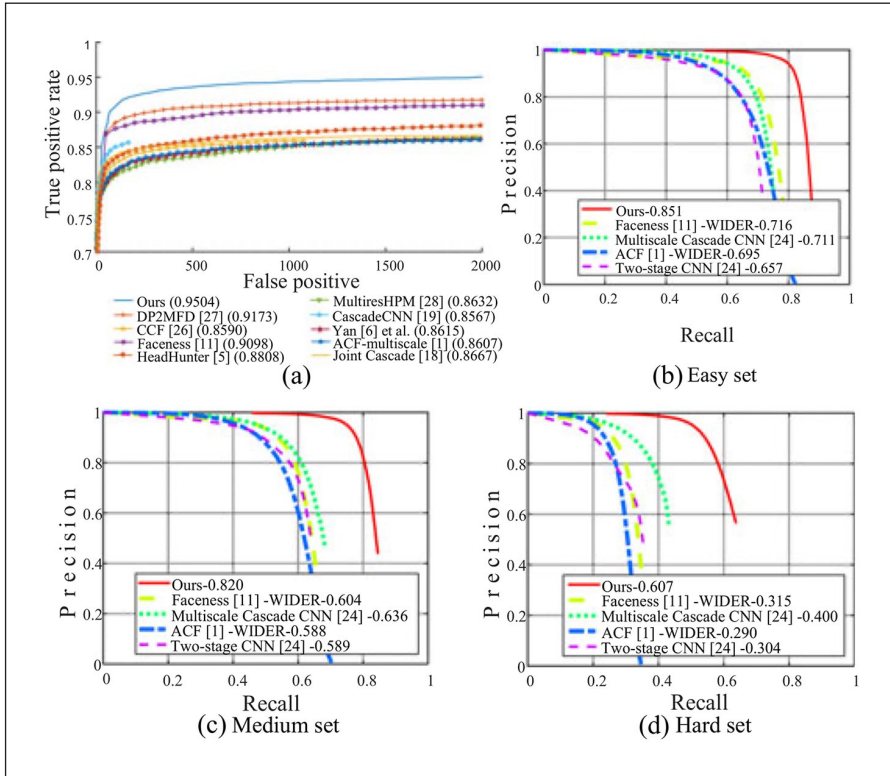 1
0.95
0.9
0.85
0.8
0.75
0.7
True positive rate
0 500 1000 1500 2000
False positive
Ours (0.9504)
DP2MFD [27] (0.9173)
CCF [26] (0.8590)
Faceness [11] (0.9098)
HeadHunter [5] (0.8808)
MultiresHPM [28] (0.8632)
CascadeCNN [19] (0.8567)
Yan [6] et al. (0.8615)
ACF-multiscale [1] (0.8607)
Joint Cascade [18] (0.8667)
(a)
1
0.8
0.6
0.4
0.2
0
Precision
Ours-0.851
Faceness [11] -WIDER-0.716
Multiscale Cascade CNN [24] -0.711
ACF [1] -WIDER-0.695
Two-stage CNN [24] -0.657
0 0.2 0.4 0.6 0.8 1
Recall
(b) Easy set
1
0.8
0.6
0.4
0.2
0
Precision
Ours-0.820
Faceness [11] -WIDER-0.604
Multiscale Cascade CNN [24] -0.636
ACF [1] -WIDER-0.588
Two-stage CNN [24] -0.589
0 0.2 0.4 0.6 0.8 1
Recall
(c) Medium set
1
0.8
0.6
0.4
0.2
0
Precision
Ours-0.607
Faceness [11] -WIDER-0.315
Multiscale Cascade CNN [24] -0.400
ACF [1] -WIDER-0.290
Two-stage CNN [24] -0.304
0 0.2 0.4 0.6 0.8 1
Recall
(d) Hard set